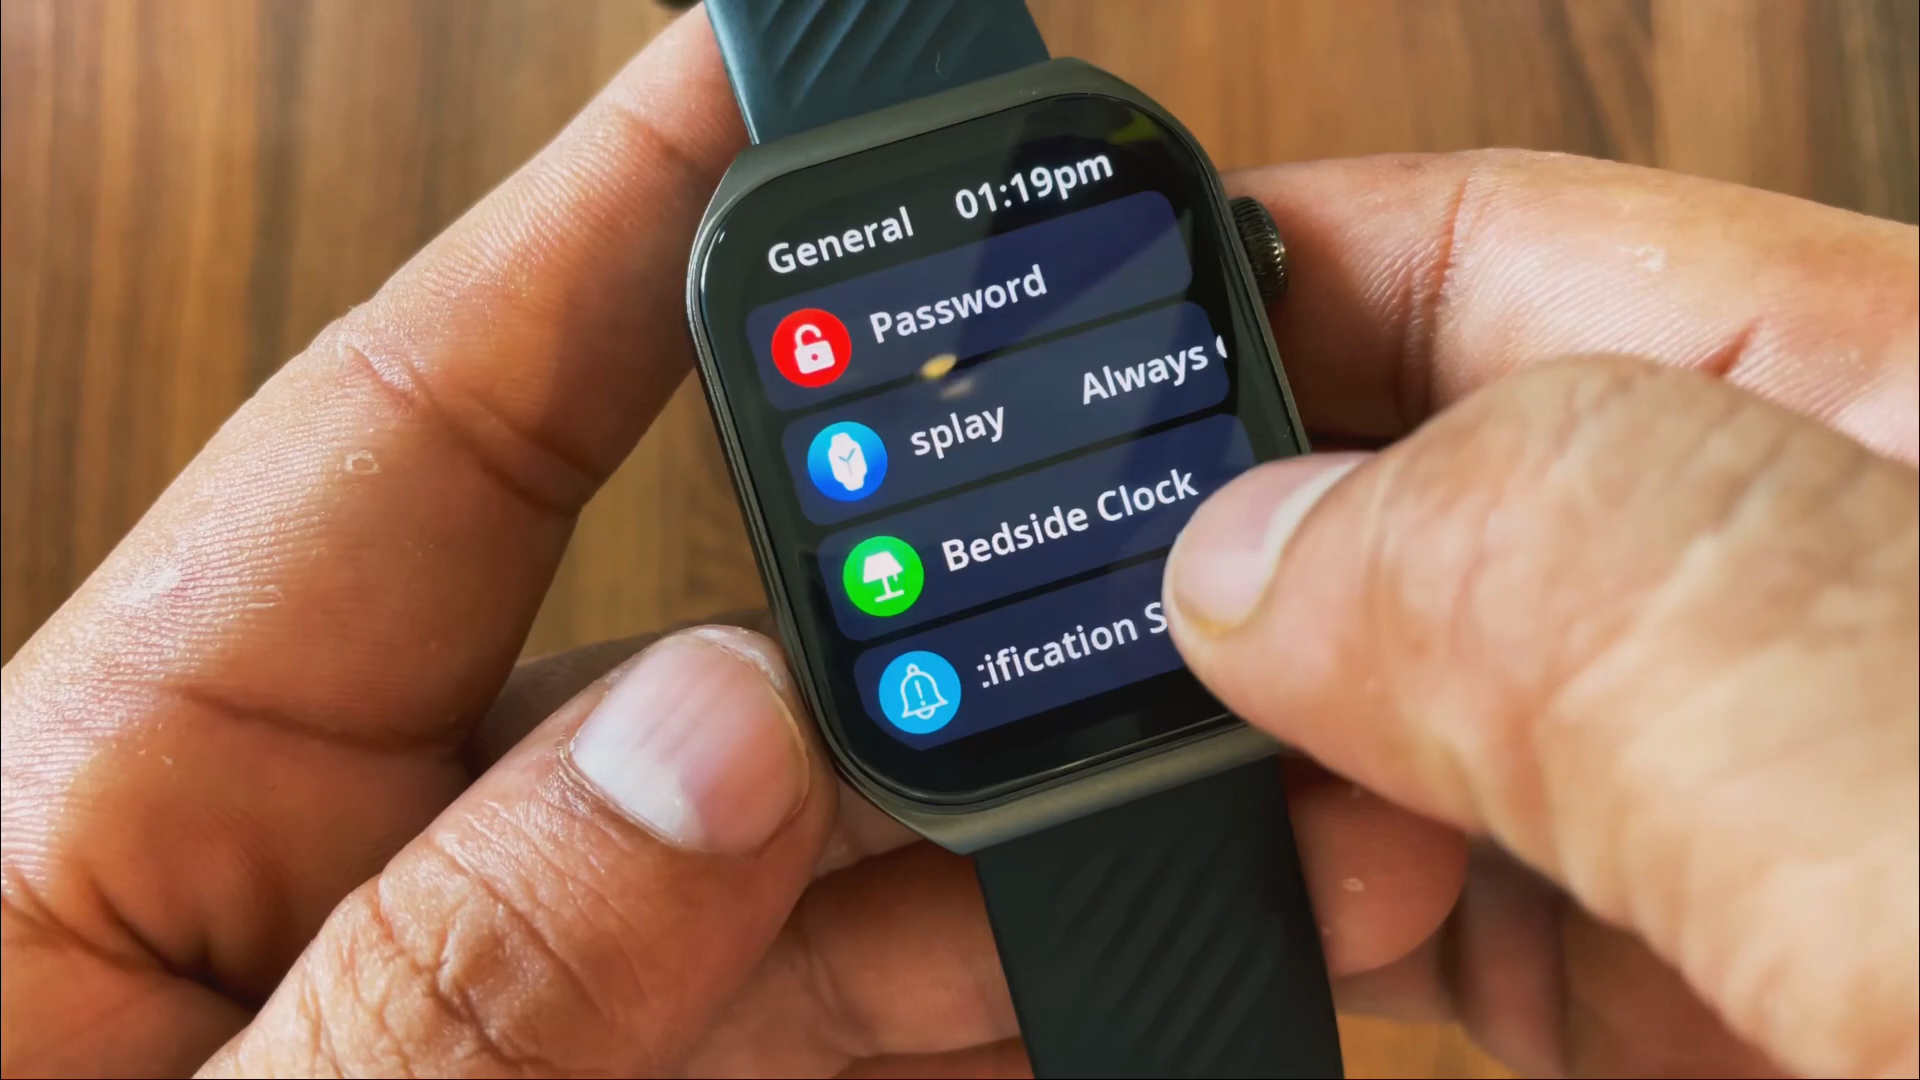 General 01:19pm
Password
splay Always
Bedside Clock
ification S